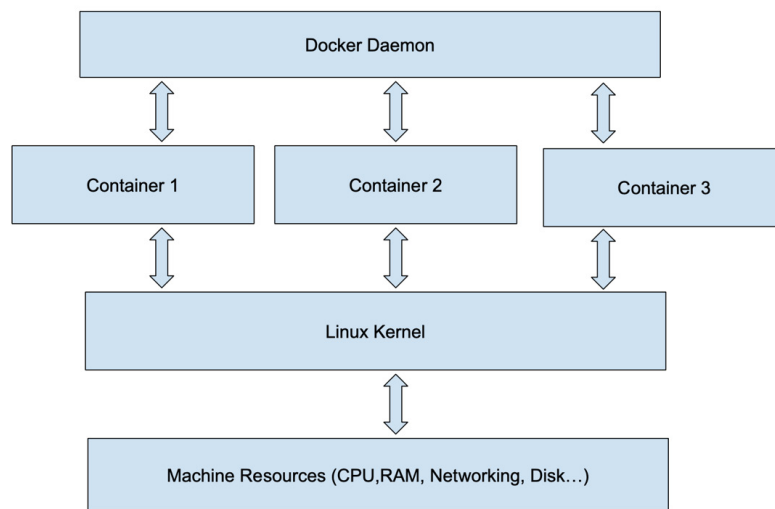 Docker Daemon
Container 1
Container 2
Container 3
Linux Kernel
Machine Resources (CPU,RAM, Networking, Disk…)